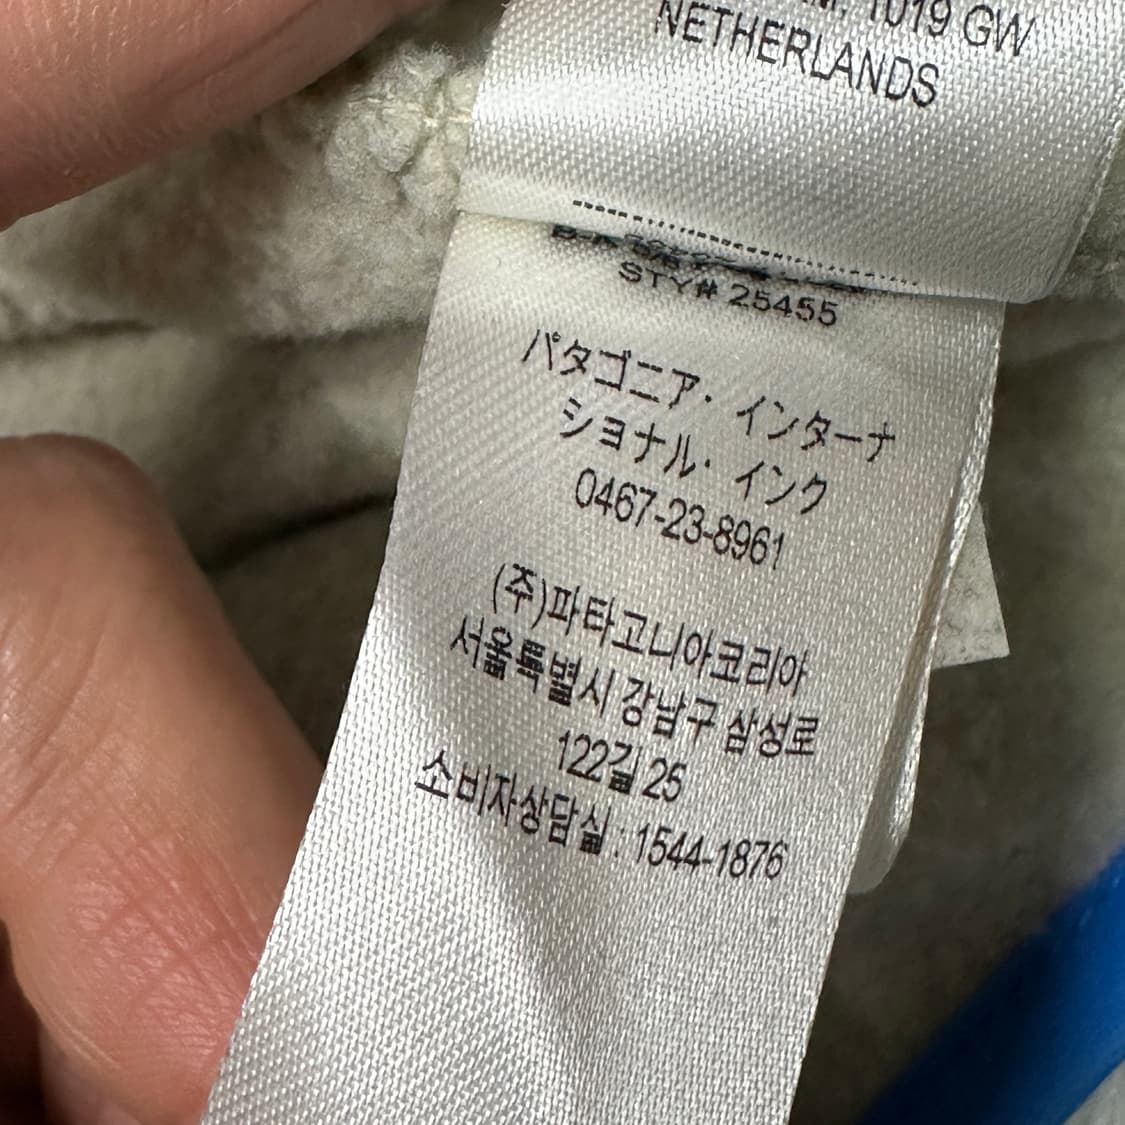 1019 GW
NETHERLANDS
STY# 25455
パタゴニア・インターナ
ショナル・インク
0467-23-8961
(주)파타고니아코리아
서울특별시 강남구 삼성로
122길 25
소비자상담실 : 1544-1876